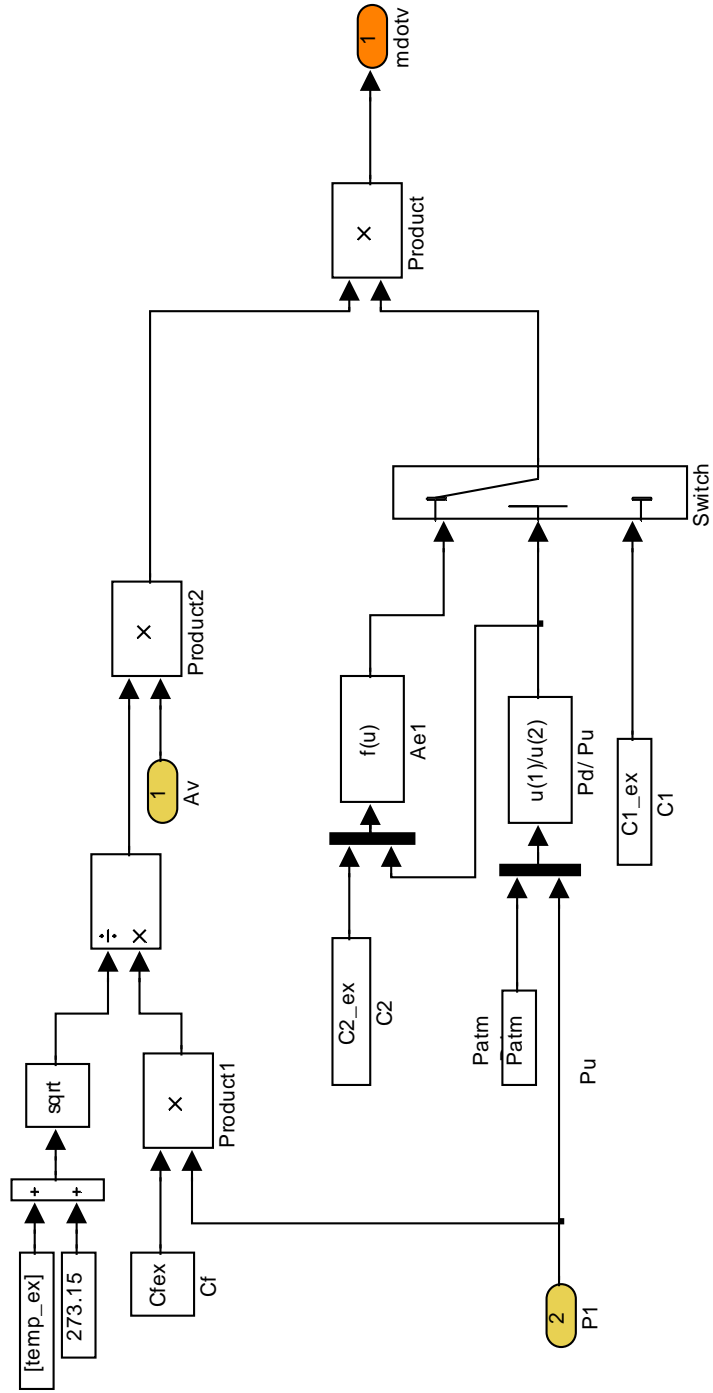 [temp_ex]
273.15
+
+
sqrt
Cfex
Cf
×
Product1
÷
×
1
Av
×
Product2
×
Product
1
mdotv
C2_ex
C2
f(u)
Ae1
Patm
Patm
u(1)/u(2)
Pd/ Pu
Pu
C1_ex
C1
Switch
2
P1